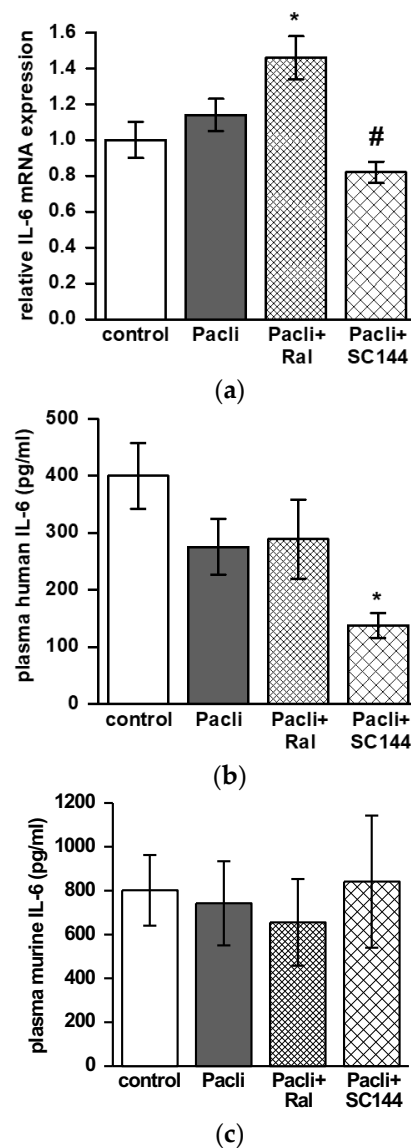 relative IL-6 mRNA expression
1.6
1.4
1.2
1.0
0.8
0.6
0.4
0.2
0.0
*
#
control Pacli Pacli+ Pacli+
Ral SC144
(a)
plasma human IL-6 (pg/ml)
500
400
300
200
100
0
*
control Pacli Pacli+ Pacli+
Ral SC144
(b)
plasma murine IL-6 (pg/ml)
1200
1000
800
600
400
200
0
control Pacli Pacli+ Pacli+
Ral SC144
(c)